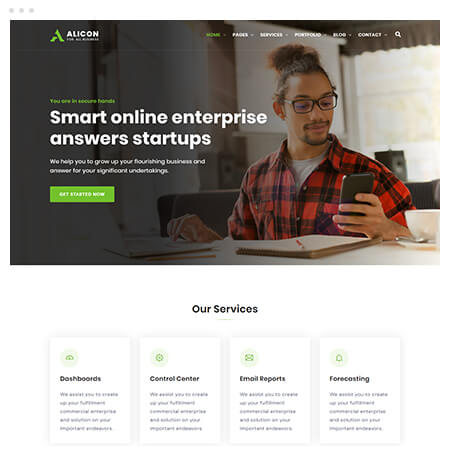 ALICON
FOR ALL BUSINESS
HOME PAGES SERVICES PORTFOLIO BLOG CONTACT
You are in secure hands
Smart online enterprise
answers startups
We help you to grow up your flourishing business and
answer for your significant undertakings.
GET STARTED NOW
Our Services
Dashboards
We assist you to create
up your fulfillment
commercial enterprise
and solution on your
important endeavors.
Control Center
We assist you to create
up your fulfillment
commercial enterprise
and solution on your
important endeavors.
Email Reports
We assist you to create
up your fulfillment
commercial enterprise
and solution on your
important endeavors.
Forecasting
We assist you to create
up your fulfillment
commercial enterprise
and solution on your
important endeavors.